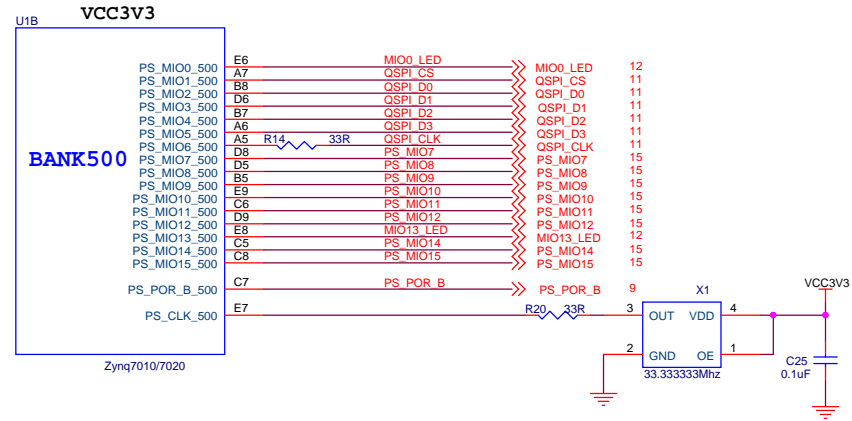 VCC3V3
U1B
PS_MIO0_500 E6 MIO0_LED MIO0_LED 12
PS_MIO1_500 A7 QSPI_CS QSPI_CS 11
PS_MIO2_500 B8 QSPI_D0 QSPI_D0 11
PS_MIO3_500 D6 QSPI_D1 QSPI_D1 11
PS_MIO4_500 B7 QSPI_D2 QSPI_D2 11
PS_MIO5_500 A6 QSPI_D3 QSPI_D3 11
PS_MIO6_500 A5 R14 33R QSPI_CLK QSPI_CLK 11
BANK500 PS_MIO7_500 D8 PS_MIO7 PS_MIO7 15
PS_MIO8_500 D5 PS_MIO8 PS_MIO8 15
PS_MIO9_500 B5 PS_MIO9 PS_MIO9 15
PS_MIO10_500 E9 PS_MIO10 PS_MIO10 15
PS_MIO11_500 C6 PS_MIO11 PS_MIO11 15
PS_MIO12_500 D9 PS_MIO12 PS_MIO12 15
PS_MIO13_500 E8 MIO13_LED MIO13_LED 12
PS_MIO14_500 C5 PS_MIO14 PS_MIO14 15
PS_MIO15_500 C8 PS_MIO15 PS_MIO15 15
PS_POR_B_500 C7 PS_POR_B PS_POR_B 9 X1 VCC3V3
PS_CLK_500 E7 R20 33R 3 OUT VDD 4
2 GND OE 1
Zynq7010/7020 33.333333Mhz C25
0.1uF